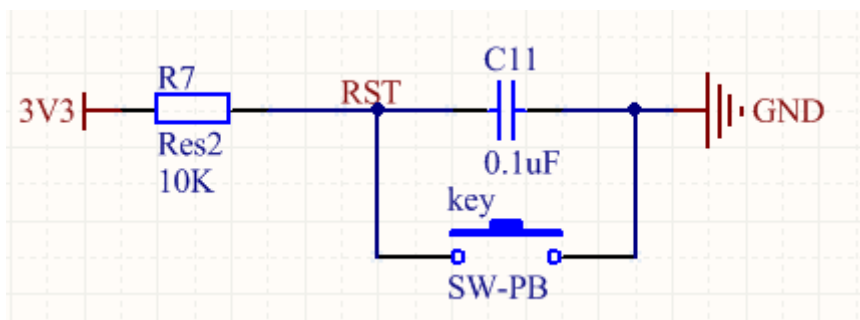 R7
3V3
Res2
10K
RST
C11
0.1uF
key
SW-PB
GND